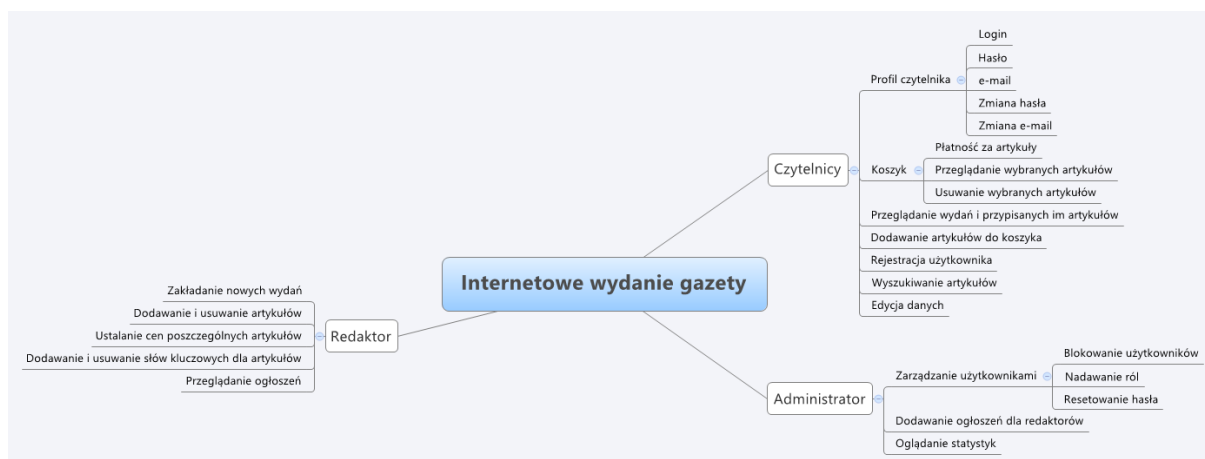 Internetowe wydanie gazety
Czytelnicy
Profil czytelnika
Login
Hasło
e-mail
Zmiana hasła
Zmiana e-mail
Koszyk
Płatność za artykuły
Przeglądanie wybranych artykułów
Usuwanie wybranych artykułów
Przeglądanie wydań i przypisanych im artykułów
Dodawanie artykułów do koszyka
Rejestracja użytkownika
Wyszukiwanie artykułów
Edycja danych
Redaktor
Zakładanie nowych wydań
Dodawanie i usuwanie artykułów
Ustalanie cen poszczególnych artykułów
Dodawanie i usuwanie słów kluczowych dla artykułów
Przeglądanie ogłoszeń
Administrator
Zarządzanie użytkownikami
Blokowanie użytkowników
Nadawanie ról
Resetowanie hasła
Dodawanie ogłoszeń dla redaktorów
Oglądanie statystyk